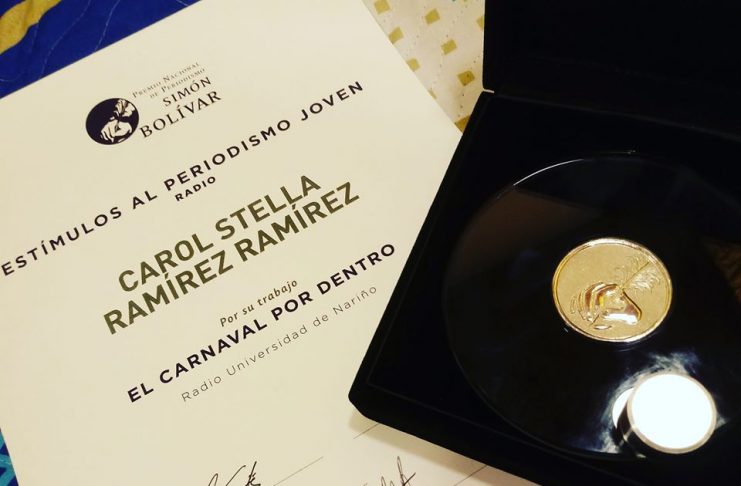 PREMIO NACIONAL
DE PERIODISMO
SIMÓN
BOLÍVAR
ESTÍMULOS AL PERIODISMO JOVEN
RADIO
CAROL STELLA
RAMÍREZ RAMÍREZ
Por su trabajo
EL CARNAVAL POR DENTRO
Radio Universidad de Nariño